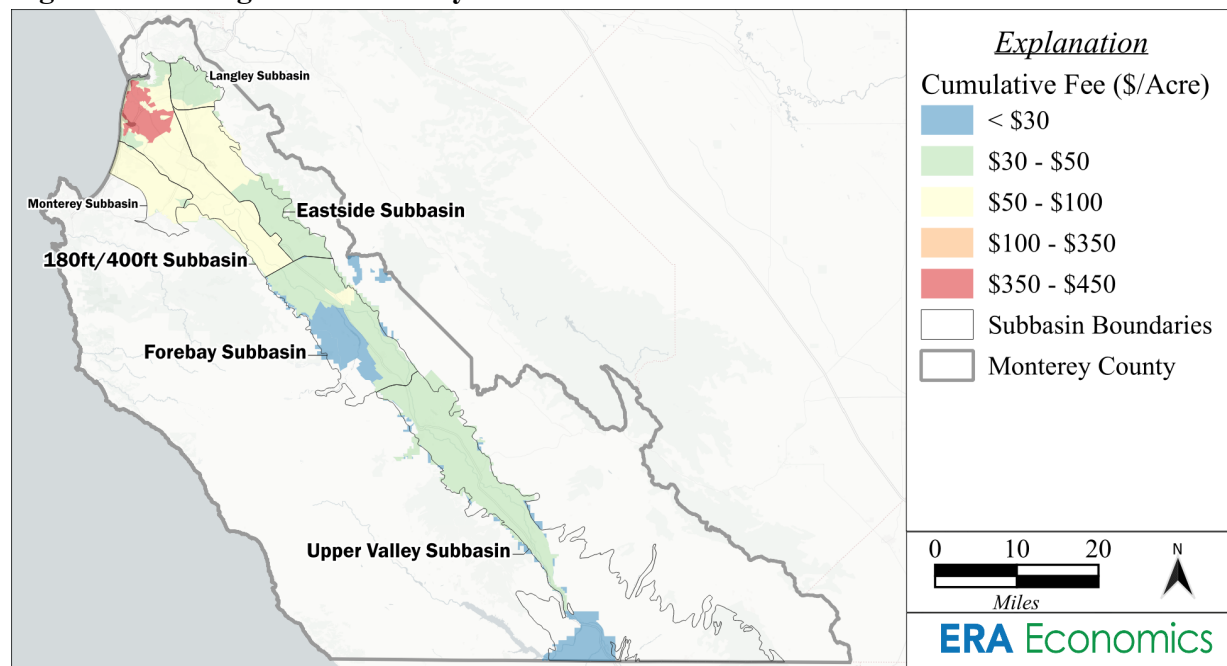 Langley Subbasin
Monterey Subbasin
Eastside Subbasin
180ft/400ft Subbasin
Forebay Subbasin
Upper Valley Subbasin
Explanation
Cumulative Fee ($/Acre)
< $30
$30 - $50
$50 - $100
$100 - $350
$350 - $450
Subbasin Boundaries
Monterey County
0 10 20
Miles
N
ERA Economics